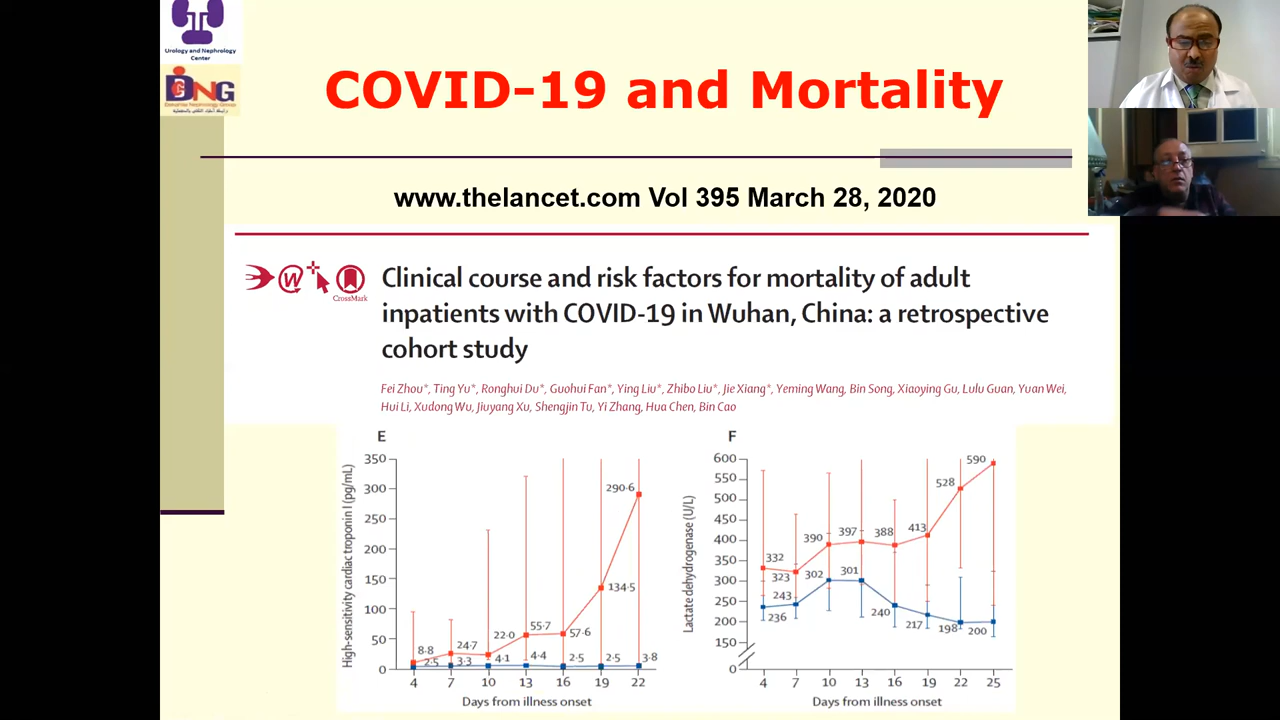 Urology and Nephrology
Center
DNG
Dakahlia Nephrology Group
COVID-19 and Mortality
www.thelancet.com Vol 395 March 28, 2020
W
CrossMark
Clinical course and risk factors for mortality of adult
inpatients with COVID-19 in Wuhan, China: a retrospective
cohort study
Fei Zhou*, Ting Yu*, Ronghui Du*, Guohui Fan*, Ying Liu*, Zhibo Liu*, Jie Xiang*, Yeming Wang, Bin Song, Xiaoying Gu, Lulu Guan, Yuan Wei,
Hui Li, Xudong Wu, Jiuyang Xu, Shengjin Tu, Yi Zhang, Hua Chen, Bin Cao
E
High-sensitivity cardiac troponin I (pg/mL)
350
300
250
200
150
100
50
0
8·8
24·7
22·0
55·7
57·6
134·5
290·6
2·5
3·3
4·1
4·4
2·5
2·5
3·8
4 7 10 13 16 19 22
Days from illness onset
F
Lactate dehydrogenase (U/L)
600
550
500
450
400
350
300
250
200
150
0
332
323
390
397
388
413
528
590
236
243
302
301
240
217
198
200
4 7 10 13 16 19 22 25
Days from illness onset